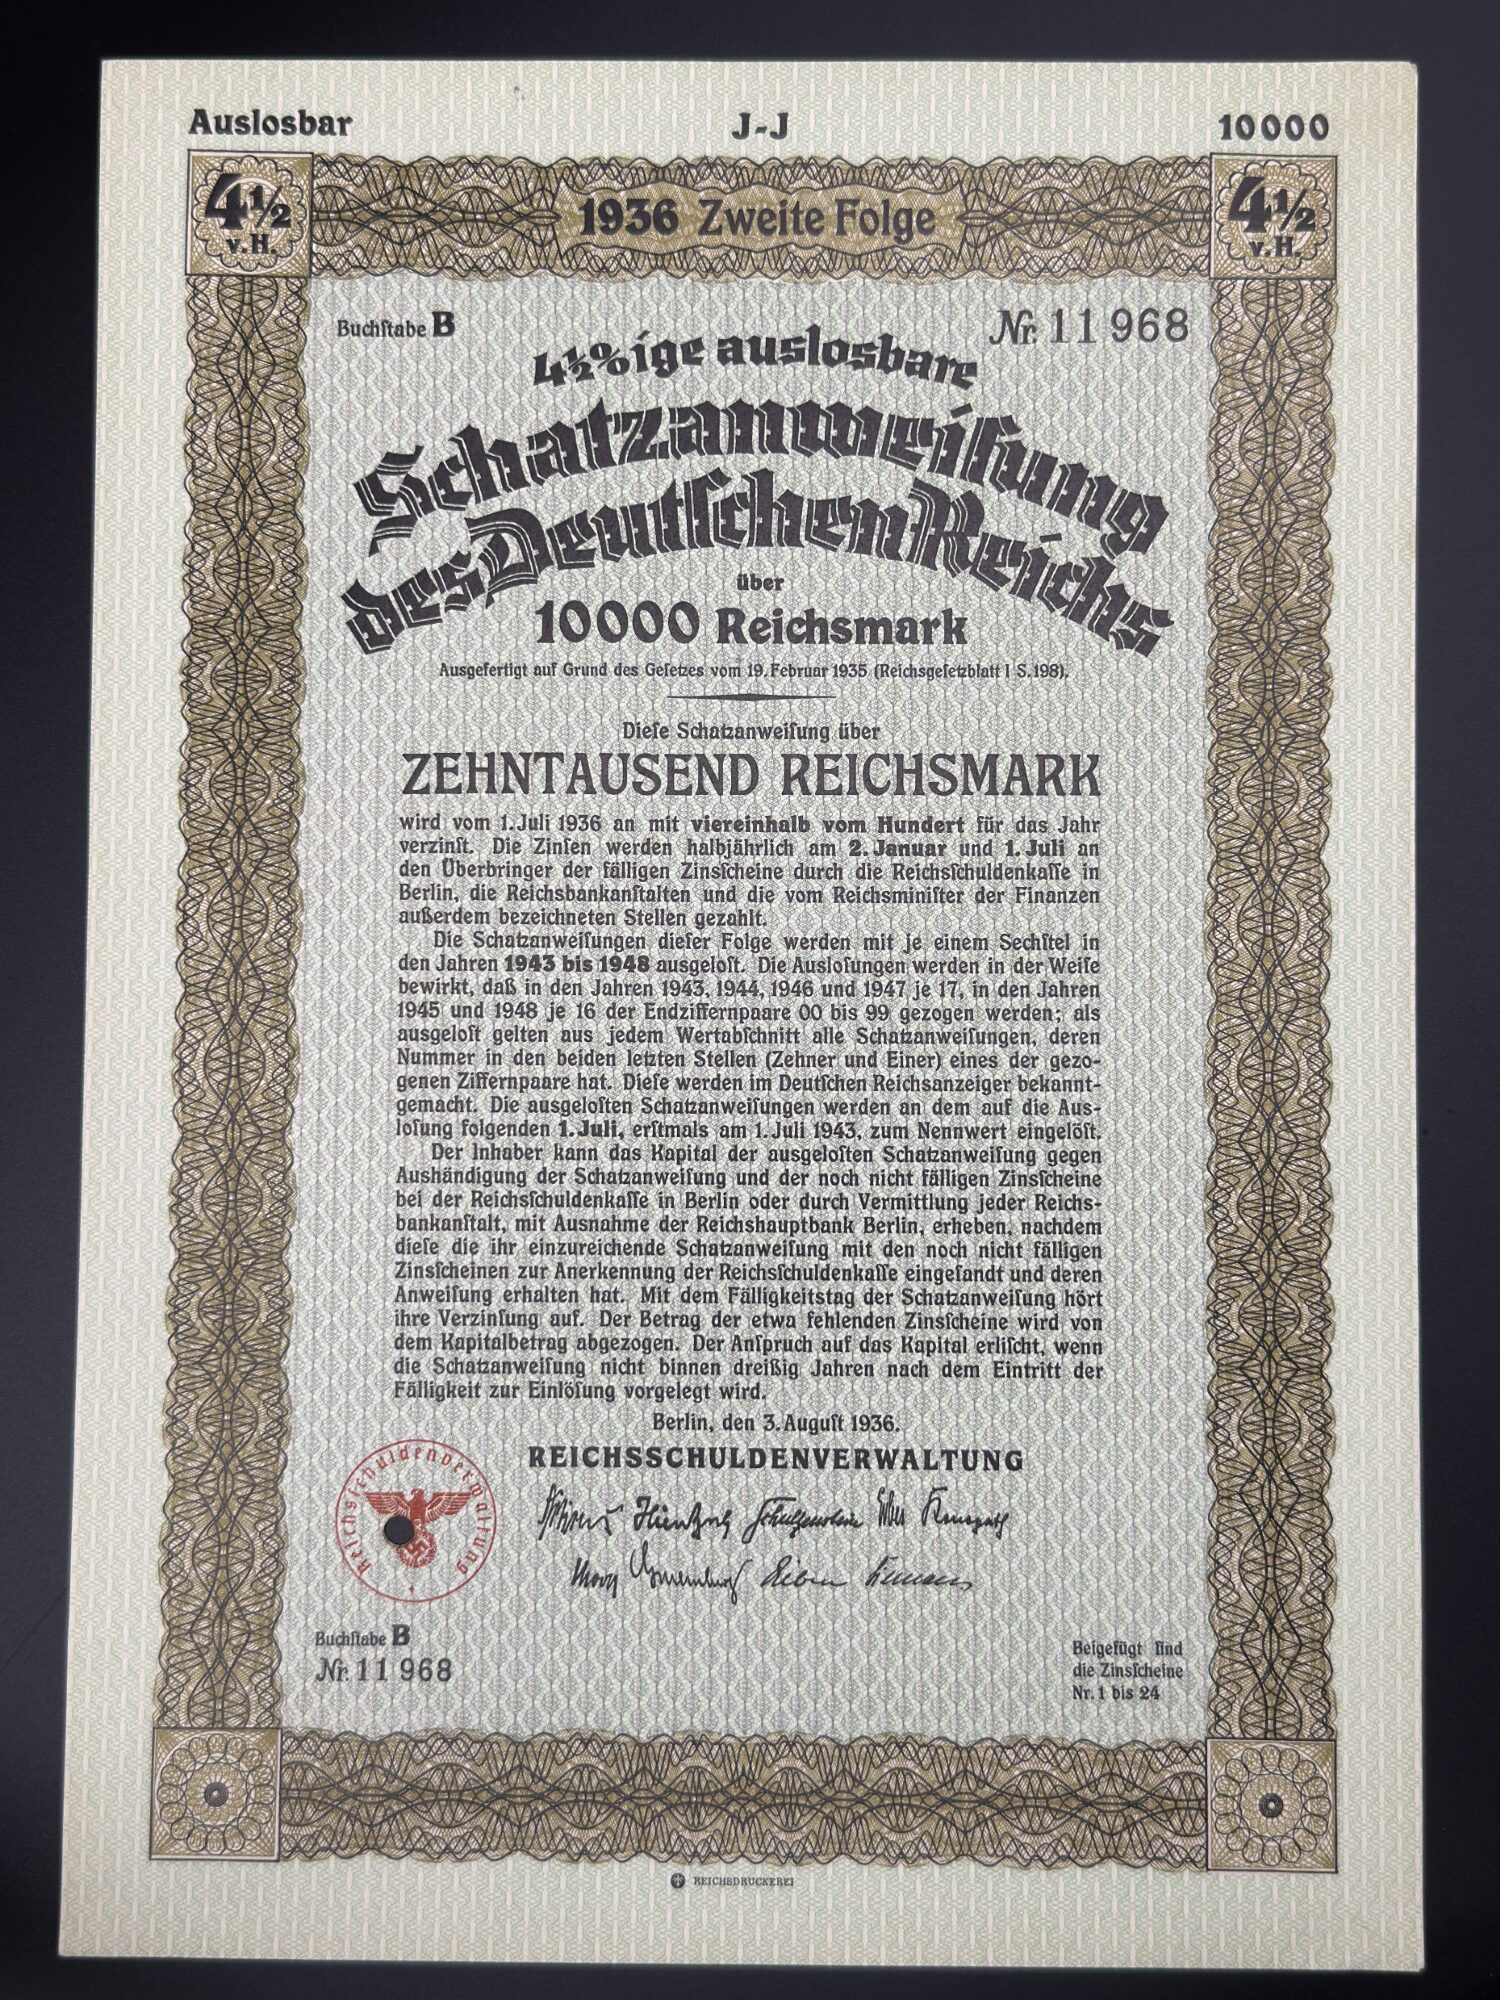 Auslosbar J-J 10000
4½ v.H. 1936 Zweite Folge 4½ v.H.
Buchſtabe B Nr. 11968
4½%ige auslosbare
Schatzanweiſung
des Deutſchen Reichs
über
10000 Reichsmark
Ausgefertigt auf Grund des Geſetzes vom 19. Februar 1935 (Reichsgeſetzblatt I S. 198).
Dieſe Schatzanweiſung über
ZEHNTAUSEND REICHSMARK
wird vom 1. Juli 1936 an mit viereinhalb vom Hundert für das Jahr
verzinſt. Die Zinſen werden halbjährlich am 2. Januar und 1. Juli an
den Überbringer der fälligen Zinsſcheine durch die Reichsſchuldenkaſſe in
Berlin, die Reichsbankanſtalten und die vom Reichsminiſter der Finanzen
außerdem bezeichneten Stellen gezahlt.
Die Schatzanweiſungen dieſer Folge werden mit je einem Sechſtel in
den Jahren 1943 bis 1948 ausgeloſt. Die Ausloſungen werden in der Weiſe
bewirkt, daß in den Jahren 1943, 1944, 1946 und 1947 je 17, in den Jahren
1945 und 1948 je 16 der Endziffernpaare 00 bis 99 gezogen werden; als
ausgeloſt gelten aus jedem Wertabſchnitt alle Schatzanweiſungen, deren
Nummer in den beiden letzten Stellen (Zehner und Einer) eines der gezo-
genen Ziffernpaare hat. Dieſe werden im Deutſchen Reichsanzeiger bekannt-
gemacht. Die ausgeloſten Schatzanweiſungen werden an dem auf die Aus-
loſung folgenden 1. Juli, erſtmals am 1. Juli 1943, zum Nennwert eingelöſt.
Der Inhaber kann das Kapital der ausgeloſten Schatzanweiſung gegen
Aushändigung der Schatzanweiſung und der noch nicht fälligen Zinsſcheine
bei der Reichsſchuldenkaſſe in Berlin oder durch Vermittlung jeder Reichs-
bankanſtalt, mit Ausnahme der Reichshauptbank Berlin, erheben, nachdem
dieſe die ihr einzureichende Schatzanweiſung mit den noch nicht fälligen
Zinsſcheinen zur Anerkennung der Reichsſchuldenkaſſe eingeſandt und deren
Anweiſung erhalten hat. Mit dem Fälligkeitstag der Schatzanweiſung hört
ihre Verzinſung auf. Der Betrag der etwa fehlenden Zinsſcheine wird von
dem Kapitalbetrag abgezogen. Der Anſpruch auf das Kapital erliſcht, wenn
die Schatzanweiſung nicht binnen dreißig Jahren nach dem Eintritt der
Fälligkeit zur Einlöſung vorgelegt wird.
Berlin, den 3. Auguſt 1936.
REICHSSCHULDENVERWALTUNG
Reichsſchuldenverwaltung
Buchſtabe B
Nr. 11968
Beigefügt ſind
die Zinsſcheine
Nr. 1 bis 24
REICHSDRUCKEREI